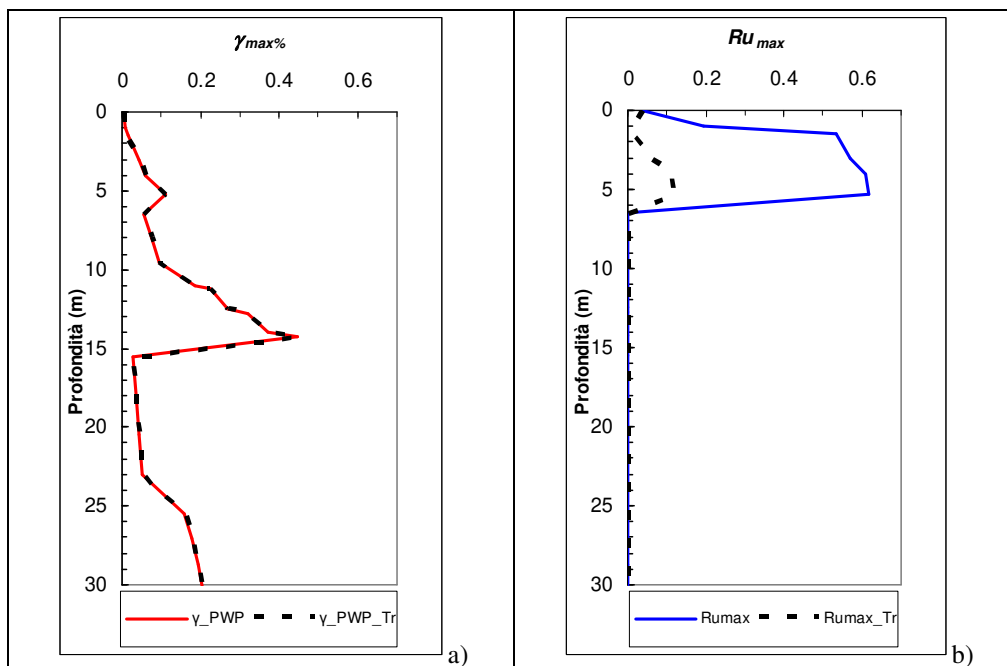 γmax%
0 0.2 0.4 0.6
0
5
10
15
20
25
30
Profondità (m)
γ_PWP γ_PWP_Tr
a)
Rumax
0 0.2 0.4 0.6
0
5
10
15
20
25
30
Profondità (m)
Rumax Rumax_Tr
b)